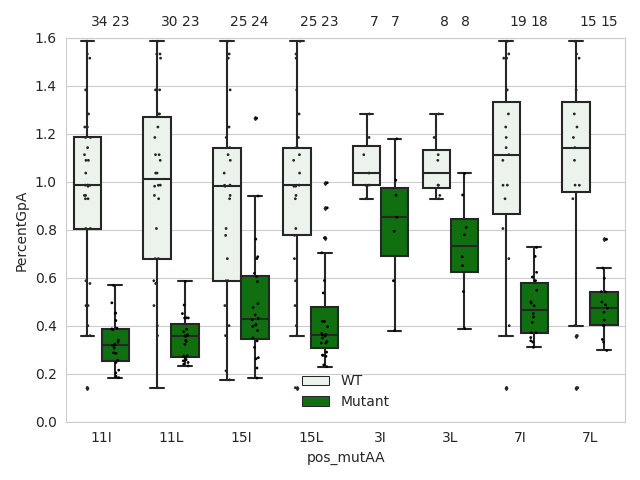 34 23 30 23 25 24 25 23 7 7 8 8 19 18 15 15
1.6
1.4
1.2
1.0
0.8
0.6
0.4
0.2
0.0
PercentGpA
WT
Mutant
11I 11L 15I 15L 3I 3L 7I 7L
pos_mutAA